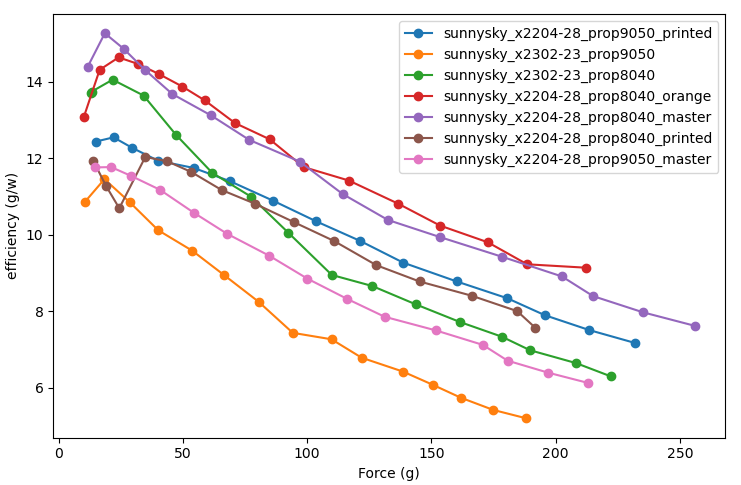 sunnysky_x2204-28_prop9050_printed
sunnysky_x2302-23_prop9050
sunnysky_x2302-23_prop8040
sunnysky_x2204-28_prop8040_orange
sunnysky_x2204-28_prop8040_master
sunnysky_x2204-28_prop8040_printed
sunnysky_x2204-28_prop9050_master
efficiency (g/w)
14
12
10
8
6
0 50 100 150 200 250
Force (g)